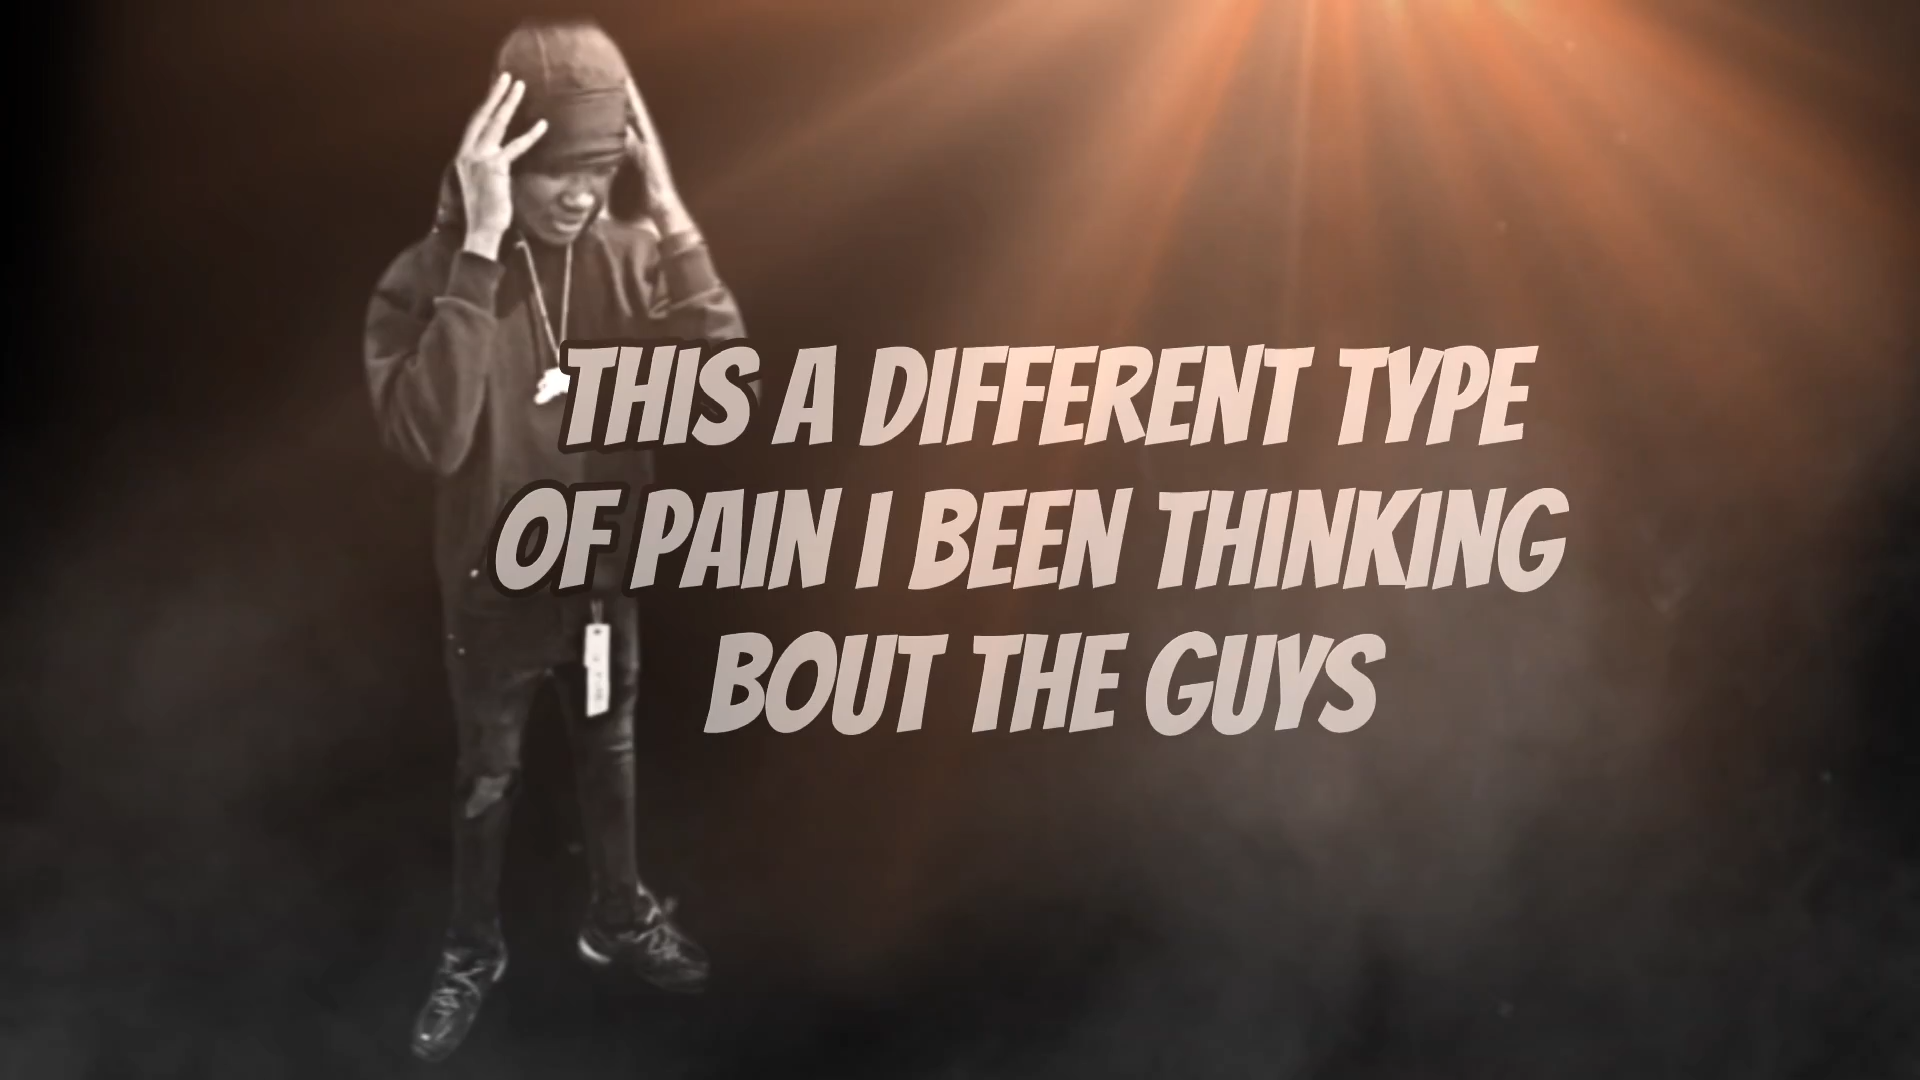 THIS A DIFFERENT TYPE
OF PAIN I BEEN THINKING
BOUT THE GUYS